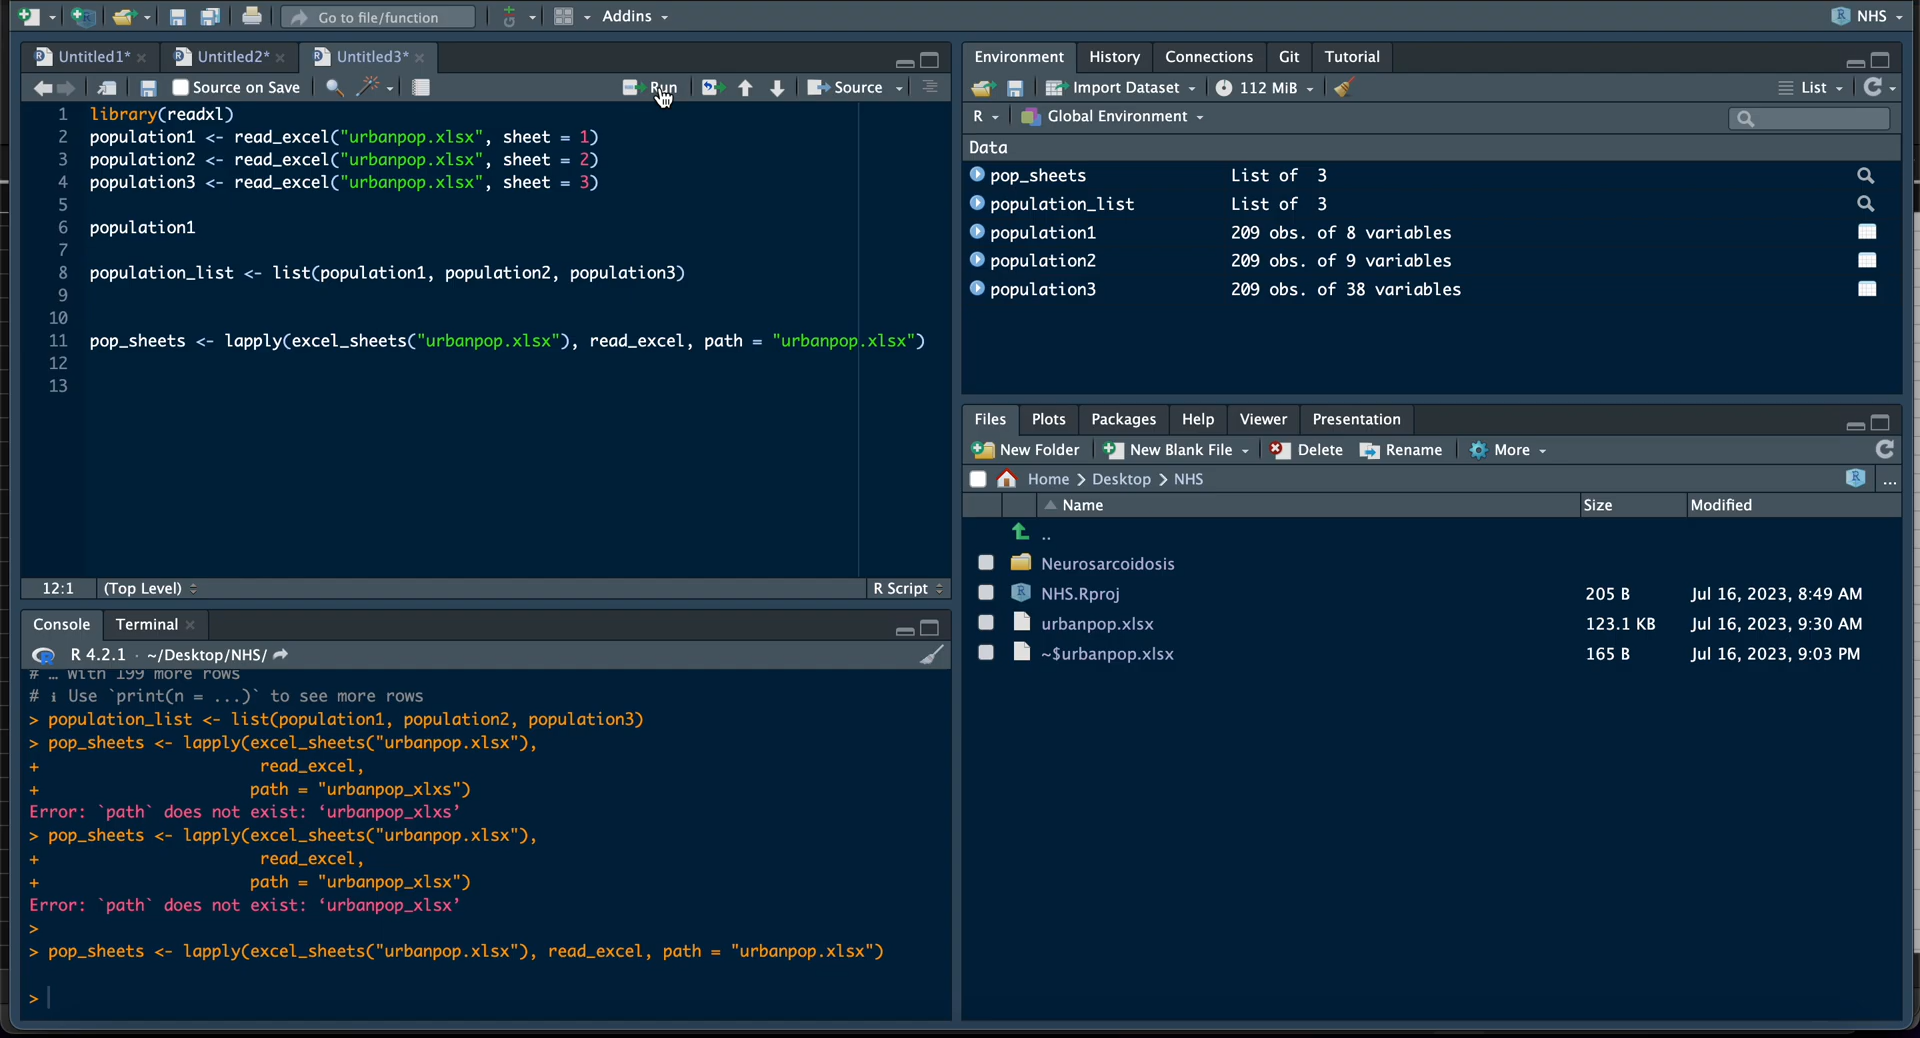 Go to file/function
Addins
NHS
Untitled1*
Untitled2*
Untitled3*
Source on Save
Run
Source
1 library(readxl)
2 population1 <- read_excel("urbanpop.xlsx", sheet = 1)
3 population2 <- read_excel("urbanpop.xlsx", sheet = 2)
4 population3 <- read_excel("urbanpop.xlsx", sheet = 3)
5
6 population1
7
8 population_list <- list(population1, population2, population3)
9
10
11 pop_sheets <- lapply(excel_sheets("urbanpop.xlsx"), read_excel, path = "urbanpop.xlsx")
12
13
12:1 (Top Level) R Script
Console Terminal
R 4.2.1 · ~/Desktop/NHS/
# … with 199 more rows
# ℹ Use `print(n = ...)` to see more rows
> population_list <- list(population1, population2, population3)
> pop_sheets <- lapply(excel_sheets("urbanpop.xlsx"),
+ read_excel,
+ path = "urbanpop_xlxs")
Error: `path` does not exist: ‘urbanpop_xlxs’
> pop_sheets <- lapply(excel_sheets("urbanpop.xlsx"),
+ read_excel,
+ path = "urbanpop_xlsx")
Error: `path` does not exist: ‘urbanpop_xlsx’
>
> pop_sheets <- lapply(excel_sheets("urbanpop.xlsx"), read_excel, path = "urbanpop.xlsx")
>
Environment History Connections Git Tutorial
Import Dataset 112 MiB List
R Global Environment
Data
pop_sheets List of 3
population_list List of 3
population1 209 obs. of 8 variables
population2 209 obs. of 9 variables
population3 209 obs. of 38 variables
Files Plots Packages Help Viewer Presentation
New Folder New Blank File Delete Rename More
Home > Desktop > NHS ...
Name Size Modified
..
Neurosarcoidosis
NHS.Rproj 205 B Jul 16, 2023, 8:49 AM
urbanpop.xlsx 123.1 KB Jul 16, 2023, 9:30 AM
~$urbanpop.xlsx 165 B Jul 16, 2023, 9:03 PM